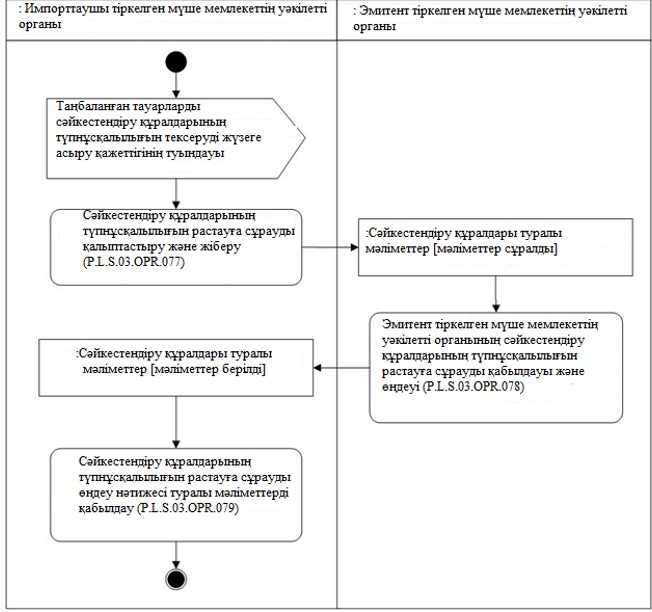 : Импорттаушы тіркелген мүше мемлекеттің уәкілетті
органы
: Эмитент тіркелген мүше мемлекеттің уәкілетті
органы
Таңбаланған тауарларды
сәйкестендіру құралдарының
түпнұсқалылығын тексеруді жүзеге
асыру қажеттігінің туындауы
Сәйкестендіру құралдарының
түпнұсқалылығын растауға сұрауды
қалыптастыру және жіберу
(P.L.S.03.OPR.077)
:Сәйкестендіру құралдары туралы
мәліметтер [мәліметтер сұралды]
Эмитент тіркелген мүше мемлекеттің
уәкілетті органының сәйкестендіру
құралдарының түпнұсқалылығын
растауға сұрауды қабылдауы және
өңдеуі (P.L.S.03.OPR.078)
:Сәйкестендіру құралдары туралы
мәліметтер [мәліметтер берілді]
Сәйкестендіру құралдарының
түпнұсқалылығын растауға сұрауды
өңдеу нәтижесі туралы мәліметтерді
қабылдау (P.L.S.03.OPR.079)